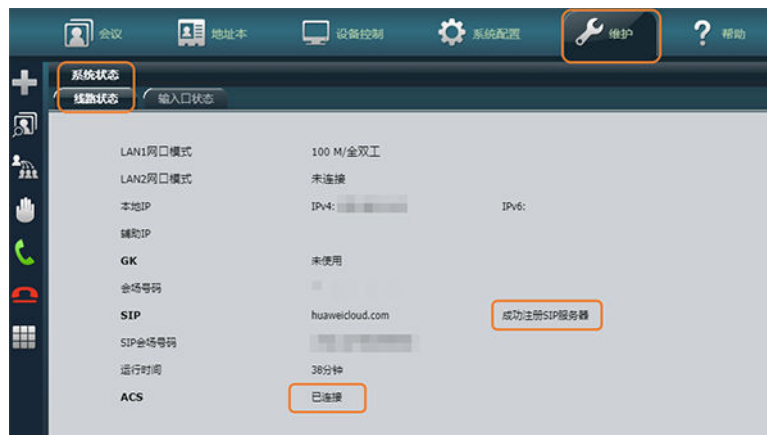 会议 地址本 设备控制 系统配置 维护 帮助
系统状态
线路状态 输入口状态
LAN1网口模式 100 M/全双工
LAN2网口模式 未连接
本地IP IPv4: IPv6:
辅助IP
GK 未使用
会场号码
SIP huaweicloud.com 成功注册SIP服务器
SIP会场号码
运行时间 38分钟
ACS 已连接